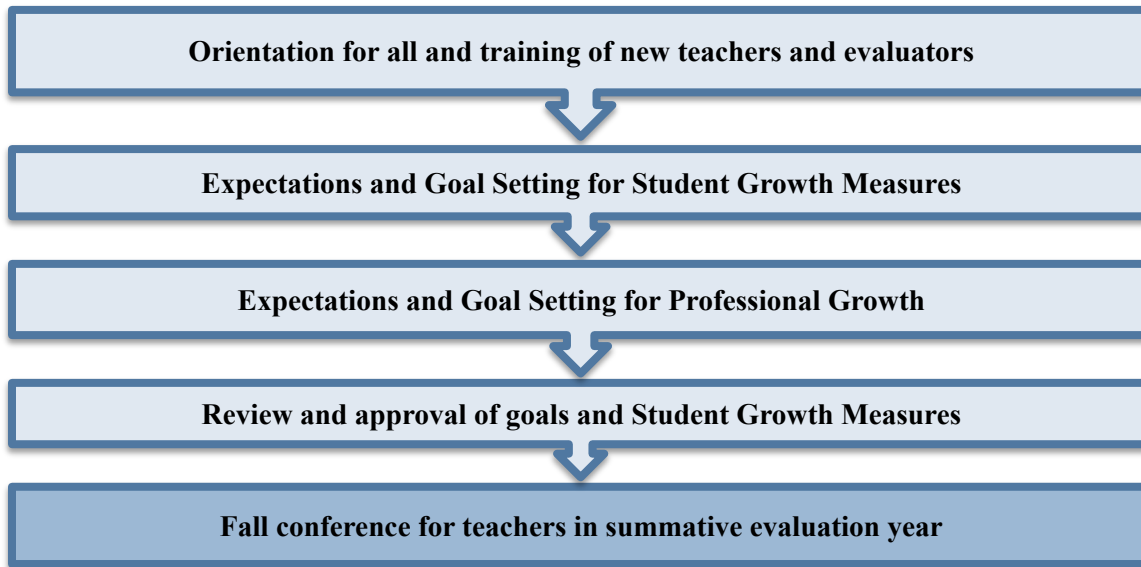 Orientation for all and training of new teachers and evaluators
Expectations and Goal Setting for Student Growth Measures
Expectations and Goal Setting for Professional Growth
Review and approval of goals and Student Growth Measures
Fall conference for teachers in summative evaluation year